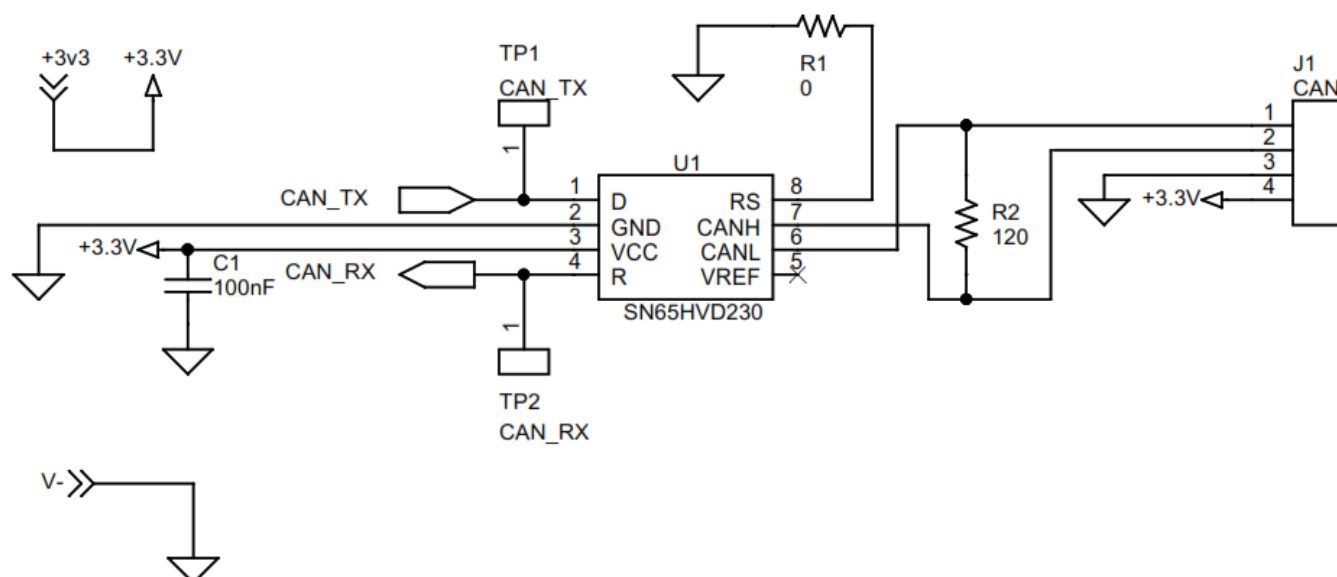 +3v3
+3.3V
TP1
CAN_TX
1
R1
0
J1
CAN
1
2
3
4
+3.3V
U1
CAN_TX
1
D
RS
8
2
GND
CANH
7
+3.3V
3
VCC
CANL
6
CAN_RX
4
R
VREF
5
SN65HVD230
C1
100nF
R2
120
1
TP2
CAN_RX
V-